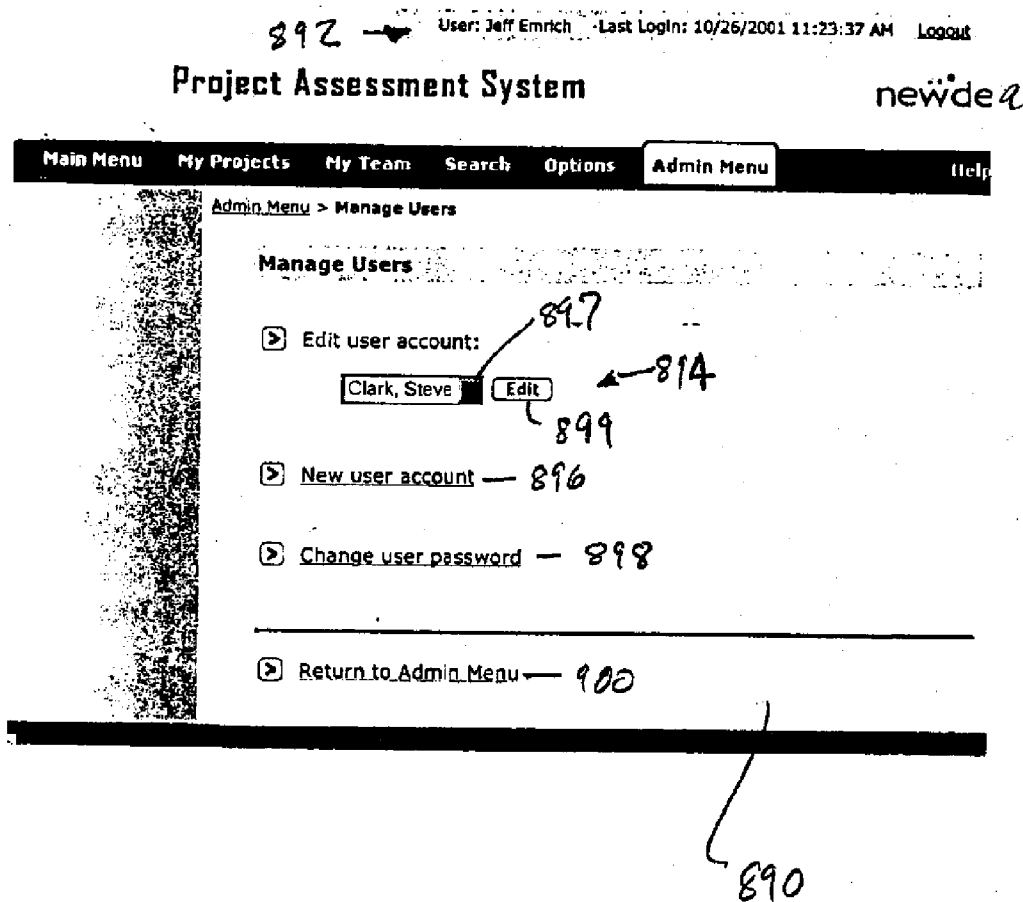 892 User: Jeff Emrich -Last Login: 10/26/2001 11:23:37 AM Logout
Project Assessment System
newdea
Main Menu My Projects My Team Search Options Admin Menu Help
Admin Menu > Manage Users
Manage Users
897
Edit user account:
814
Clark, Steve Edit
899
New user account 896
Change user password 898
Return to Admin Menu 900
890